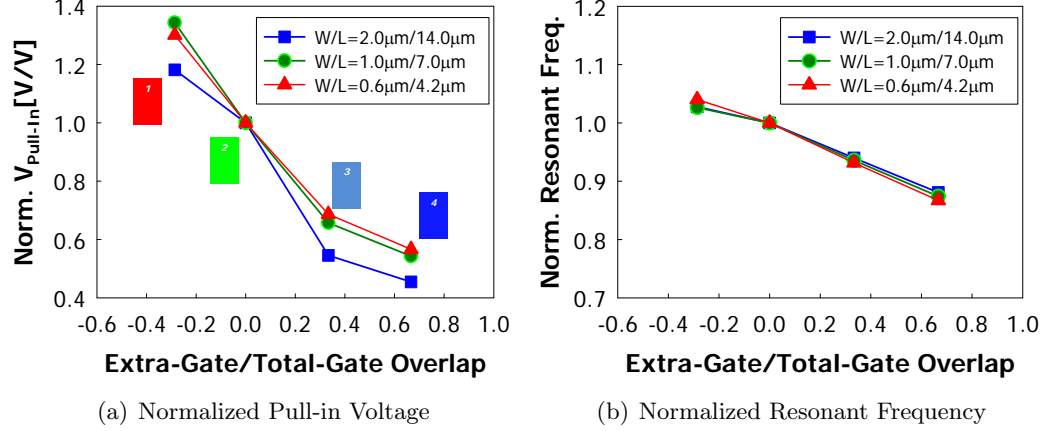 Norm. V_Pull-In [V/V]
1.4
1.2
1.0
0.8
0.6
0.4
W/L=2.0μm/14.0μm
W/L=1.0μm/7.0μm
W/L=0.6μm/4.2μm
1
2
3
4
-0.6 -0.4 -0.2 0.0 0.2 0.4 0.6 0.8 1.0
Extra-Gate/Total-Gate Overlap
(a) Normalized Pull-in Voltage
Norm. Resonant Freq.
1.2
1.1
1.0
0.9
0.8
0.7
W/L=2.0μm/14.0μm
W/L=1.0μm/7.0μm
W/L=0.6μm/4.2μm
-0.6 -0.4 -0.2 0.0 0.2 0.4 0.6 0.8 1.0
Extra-Gate/Total-Gate Overlap
(b) Normalized Resonant Frequency